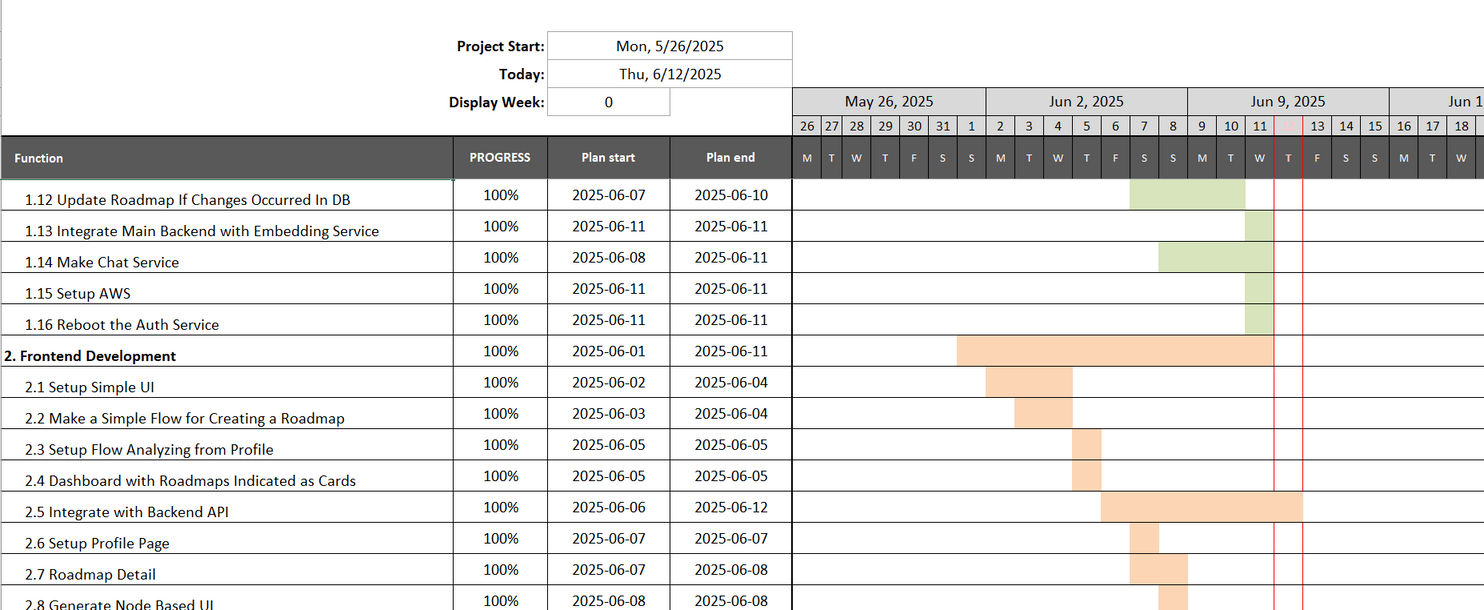 Project Start: Mon, 5/26/2025
Today: Thu, 6/12/2025
Display Week: 0
May 26, 2025 Jun 2, 2025 Jun 9, 2025 Jun 1
26 27 28 29 30 31 1 2 3 4 5 6 7 8 9 10 11 13 14 15 16 17 18
Function PROGRESS Plan start Plan end M T W T F S S M T W T F S S M T W T F S S M T W
1.12 Update Roadmap If Changes Occurred In DB 100% 2025-06-07 2025-06-10
1.13 Integrate Main Backend with Embedding Service 100% 2025-06-11 2025-06-11
1.14 Make Chat Service 100% 2025-06-08 2025-06-11
1.15 Setup AWS 100% 2025-06-11 2025-06-11
1.16 Reboot the Auth Service 100% 2025-06-11 2025-06-11
2. Frontend Development 100% 2025-06-01 2025-06-11
2.1 Setup Simple UI 100% 2025-06-02 2025-06-04
2.2 Make a Simple Flow for Creating a Roadmap 100% 2025-06-03 2025-06-04
2.3 Setup Flow Analyzing from Profile 100% 2025-06-05 2025-06-05
2.4 Dashboard with Roadmaps Indicated as Cards 100% 2025-06-05 2025-06-05
2.5 Integrate with Backend API 100% 2025-06-06 2025-06-12
2.6 Setup Profile Page 100% 2025-06-07 2025-06-07
2.7 Roadmap Detail 100% 2025-06-07 2025-06-08
2.8 Generate Node Based UI 100% 2025-06-08 2025-06-08